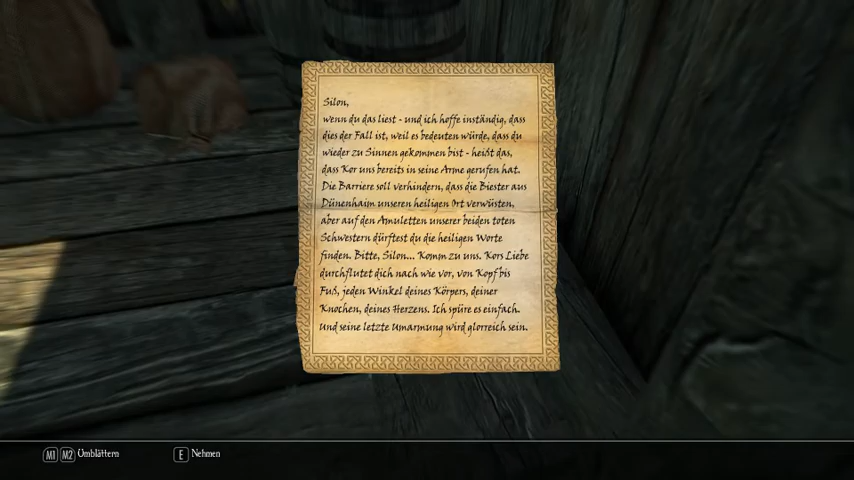 Silon,
wenn du das liest - und ich hoffe inständig, dass
dies der Fall ist, weil es bedeuten würde, dass du
wieder zu Sinnen gekommen bist - heißt das,
dass Kor uns bereits in seine Arme gerufen hat.
Die Barriere soll verhindern, dass die Biester aus
Dünenhaim unseren heiligen Ort verwüsten,
aber auf den Amuletten unserer beiden toten
Schwestern dürftest du die heiligen Worte
finden. Bitte, Silon... Komm zu uns. Kors Liebe
durchflutet dich nach wie vor, von Kopf bis
Fuß, jeden Winkel deines Körpers, deiner
Knochen, deines Herzens. Ich spüre es einfach.
Und seine letzte Umarmung wird glorreich sein.
M1 M2 Umblättern E Nehmen